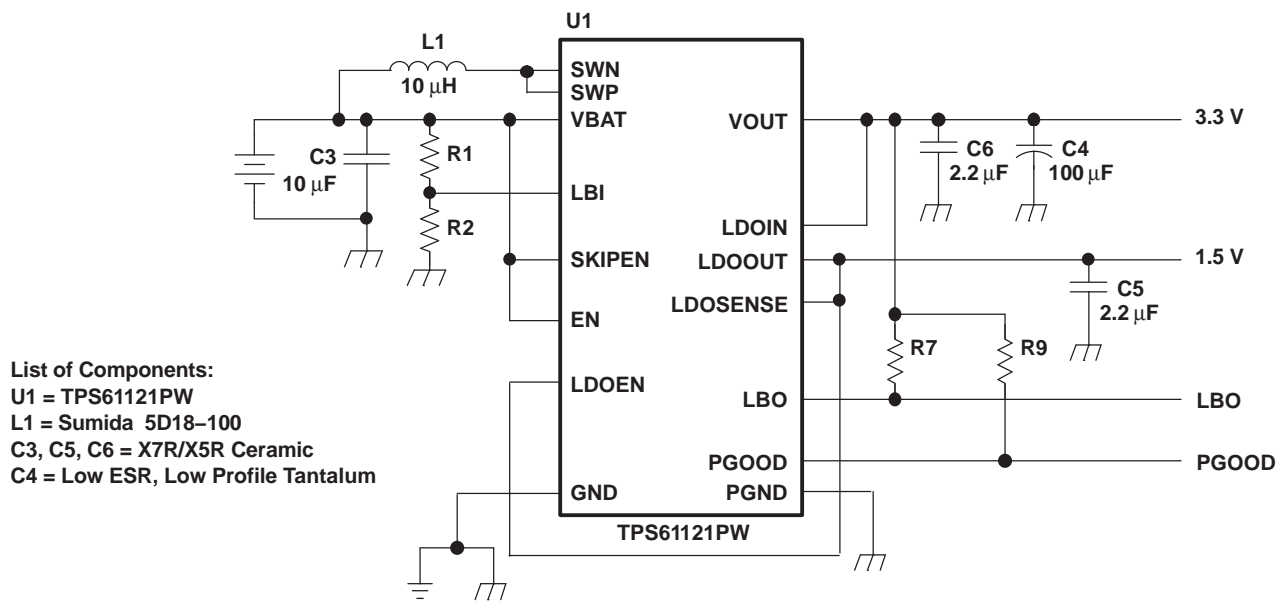 U1
L1
10 µH
SWN
SWP
VBAT
VOUT
3.3 V
C3
10 µF
R1
C6
2.2 µF
C4
100 µF
LBI
R2
LDOIN
SKIPEN
LDOOUT
1.5 V
LDOSENSE
C5
2.2 µF
EN
R7
R9
List of Components:
U1 = TPS61121PW
L1 = Sumida 5D18–100
C3, C5, C6 = X7R/X5R Ceramic
C4 = Low ESR, Low Profile Tantalum
LDOEN
LBO
LBO
PGOOD
PGOOD
GND
PGND
TPS61121PW